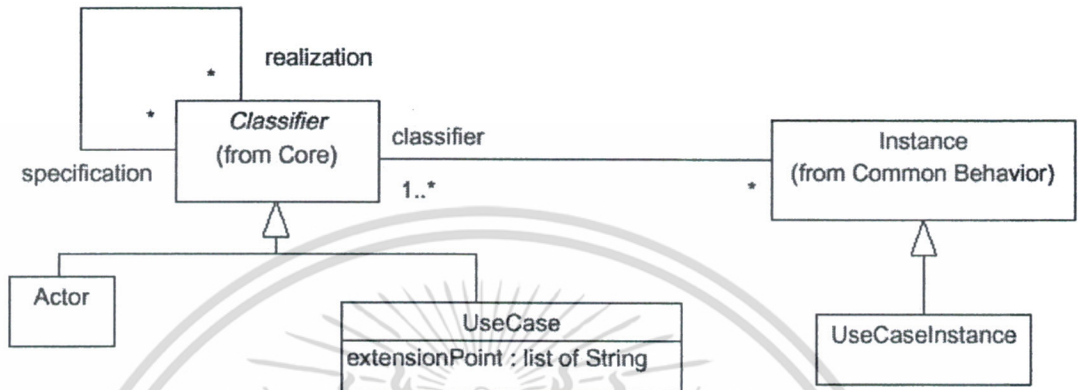 realization
*
*
Classifier
(from Core)
specification
classifier
1..*
*
Instance
(from Common Behavior)
Actor
UseCase
extensionPoint : list of String
UseCaseInstance